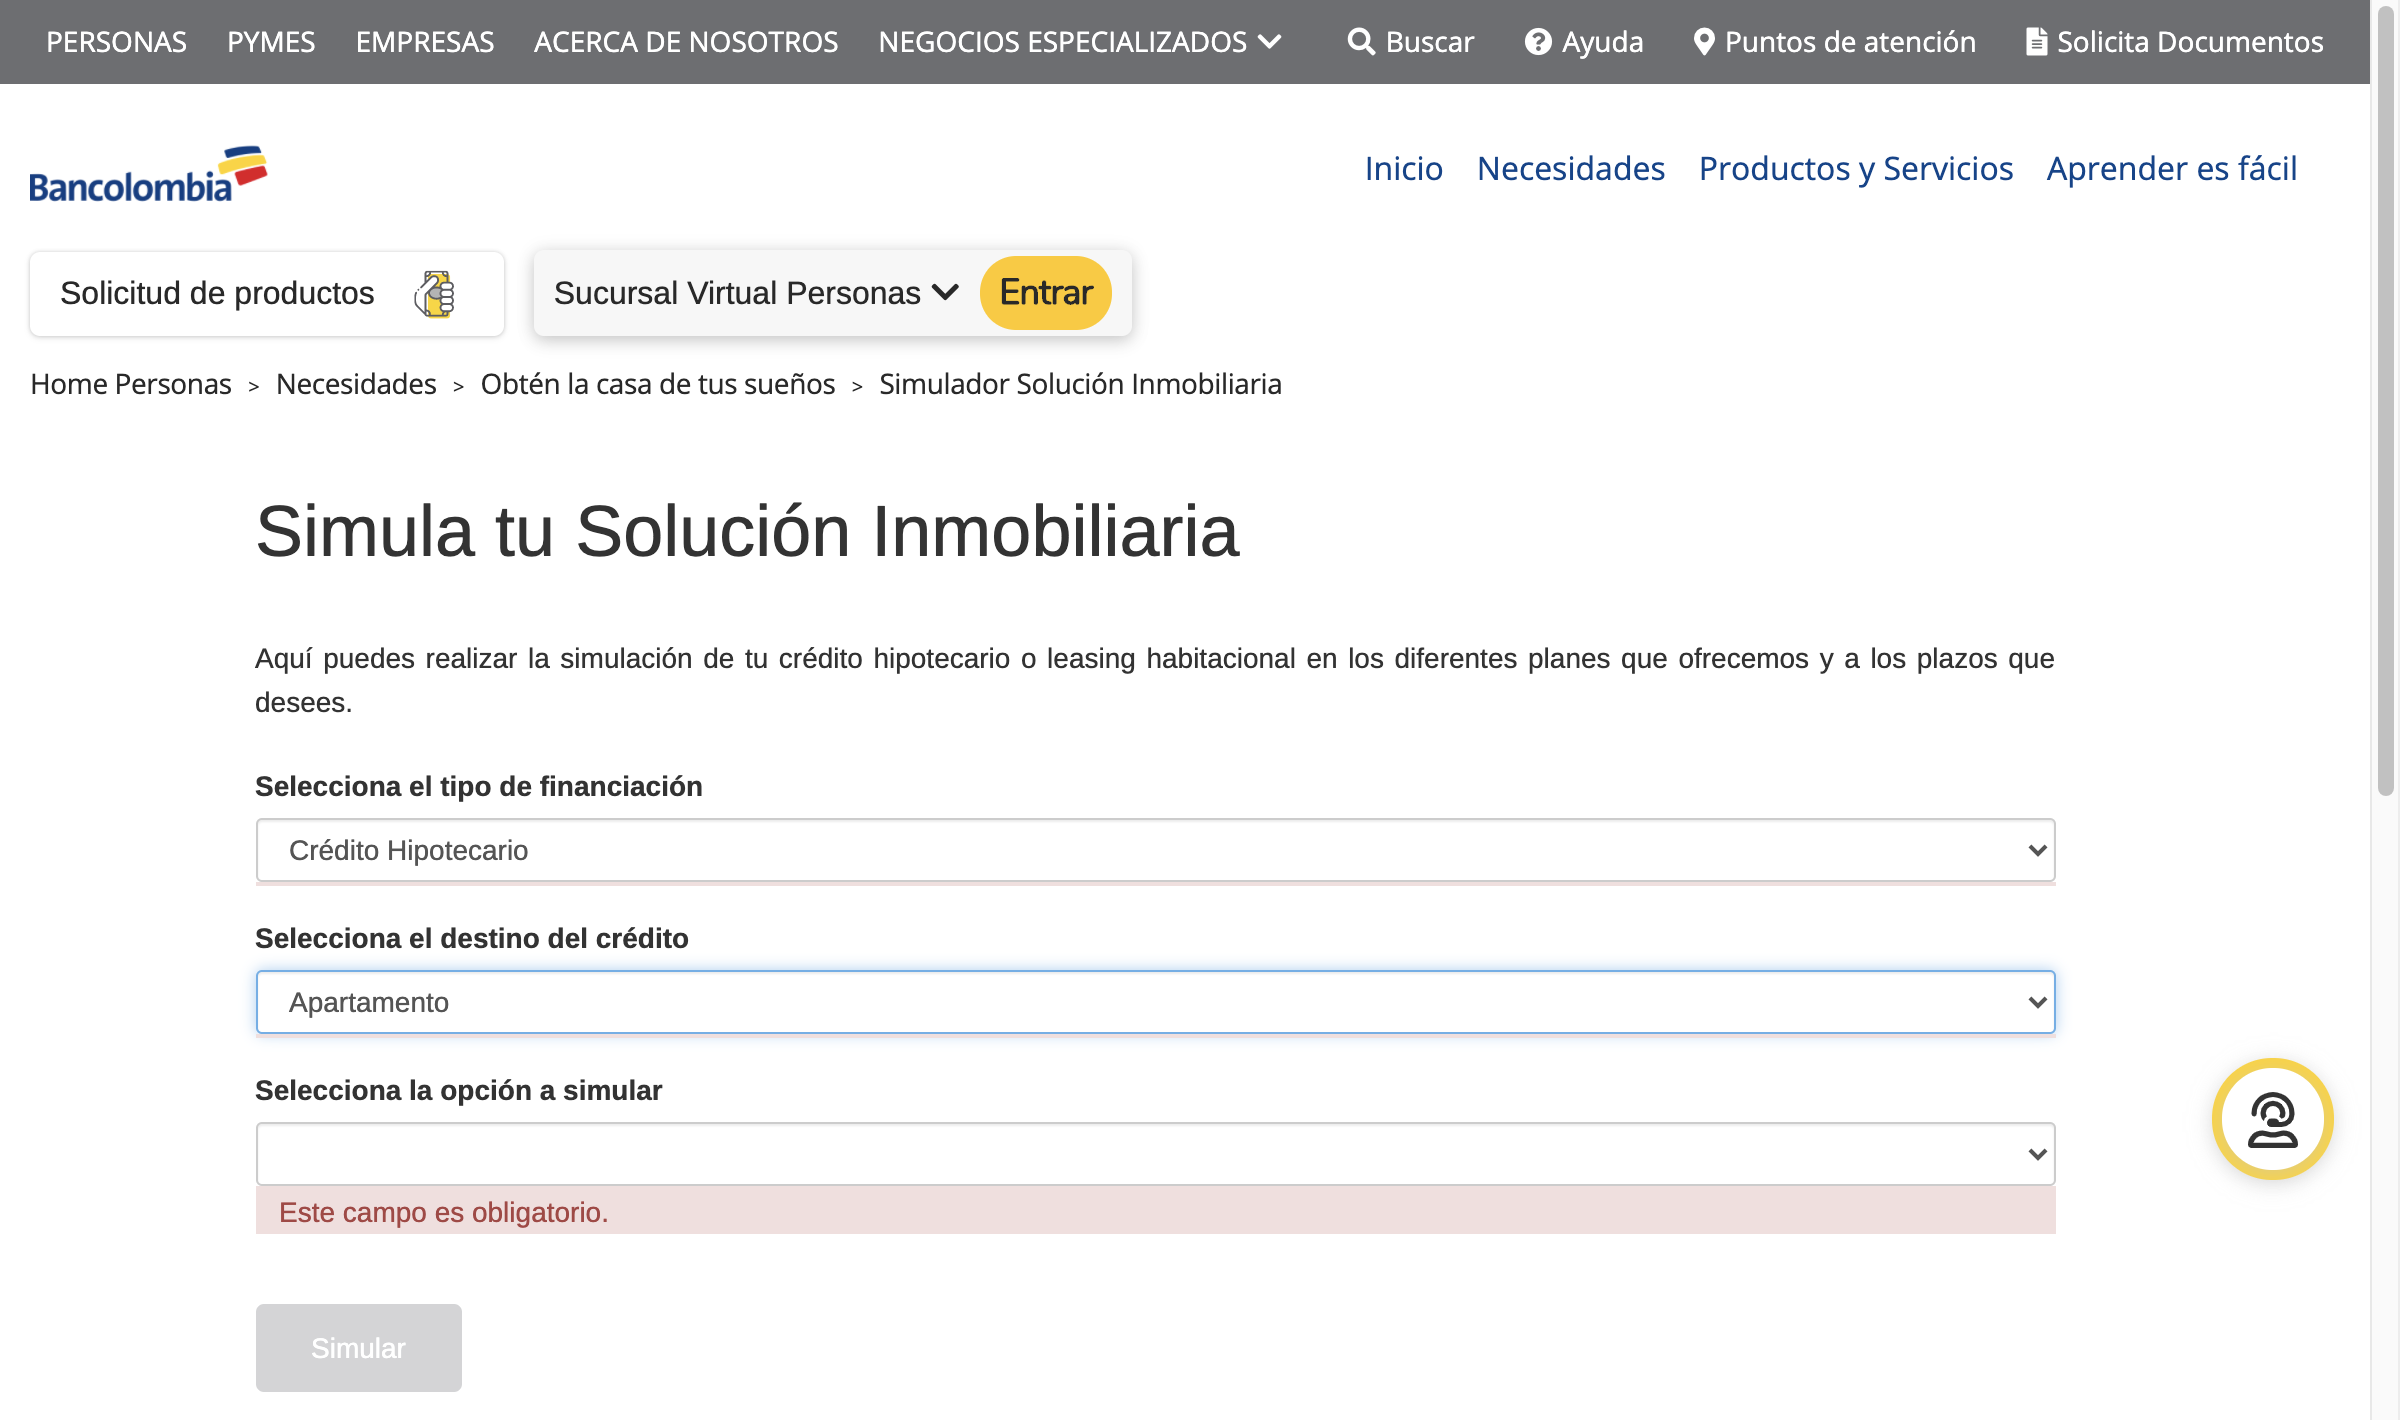 PERSONAS PYMES EMPRESAS ACERCA DE NOSOTROS NEGOCIOS ESPECIALIZADOS Buscar Ayuda Puntos de atención Solicita Documentos
Bancolombia
Inicio Necesidades Productos y Servicios Aprender es fácil
Solicitud de productos Sucursal Virtual Personas Entrar
Home Personas > Necesidades > Obtén la casa de tus sueños > Simulador Solución Inmobiliaria
Simula tu Solución Inmobiliaria
Aquí puedes realizar la simulación de tu crédito hipotecario o leasing habitacional en los diferentes planes que ofrecemos y a los plazos que
desees.
Selecciona el tipo de financiación
Crédito Hipotecario
Selecciona el destino del crédito
Apartamento
Selecciona la opción a simular
Este campo es obligatorio.
Simular